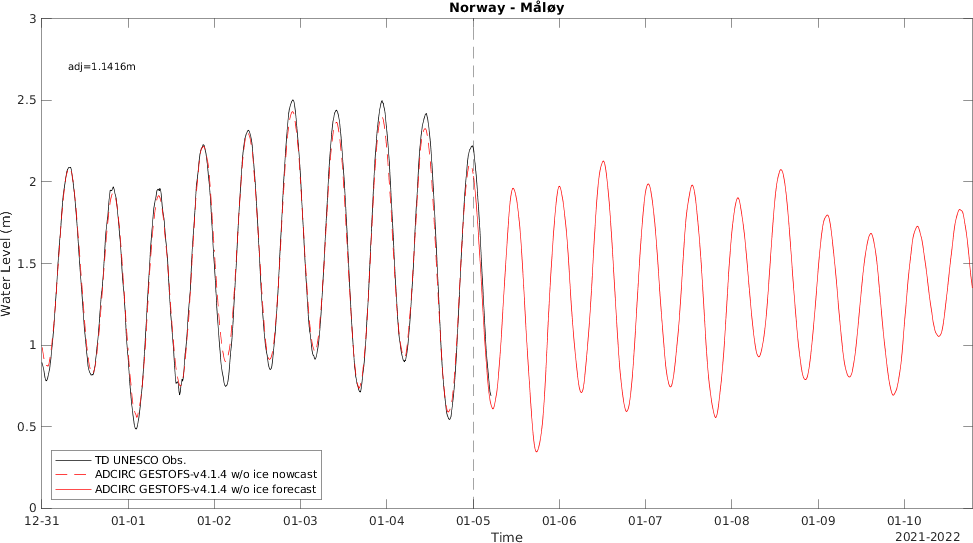 Norway - Måløy
adj=1.1416m
3
2.5
2
1.5
1
0.5
0
Water Level (m)
TD UNESCO Obs.
ADCIRC GESTOFS-v4.1.4 w/o ice nowcast
ADCIRC GESTOFS-v4.1.4 w/o ice forecast
12-31 01-01 01-02 01-03 01-04 01-05 01-06 01-07 01-08 01-09 01-10
Time
2021-2022